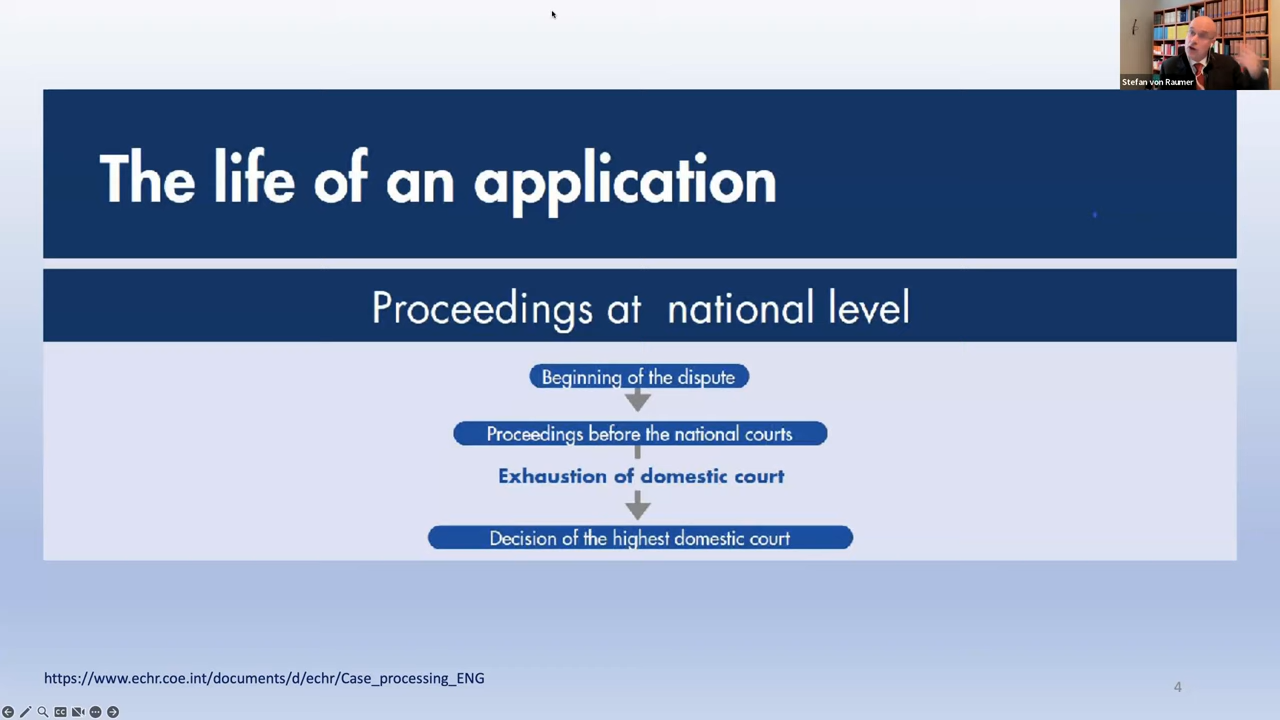 Stefan von Raumer
The life of an application
Proceedings at national level
Beginning of the dispute
Proceedings before the national courts
Exhaustion of domestic court
Decision of the highest domestic court
https://www.echr.coe.int/documents/d/echr/Case_processing_ENG
4
CC